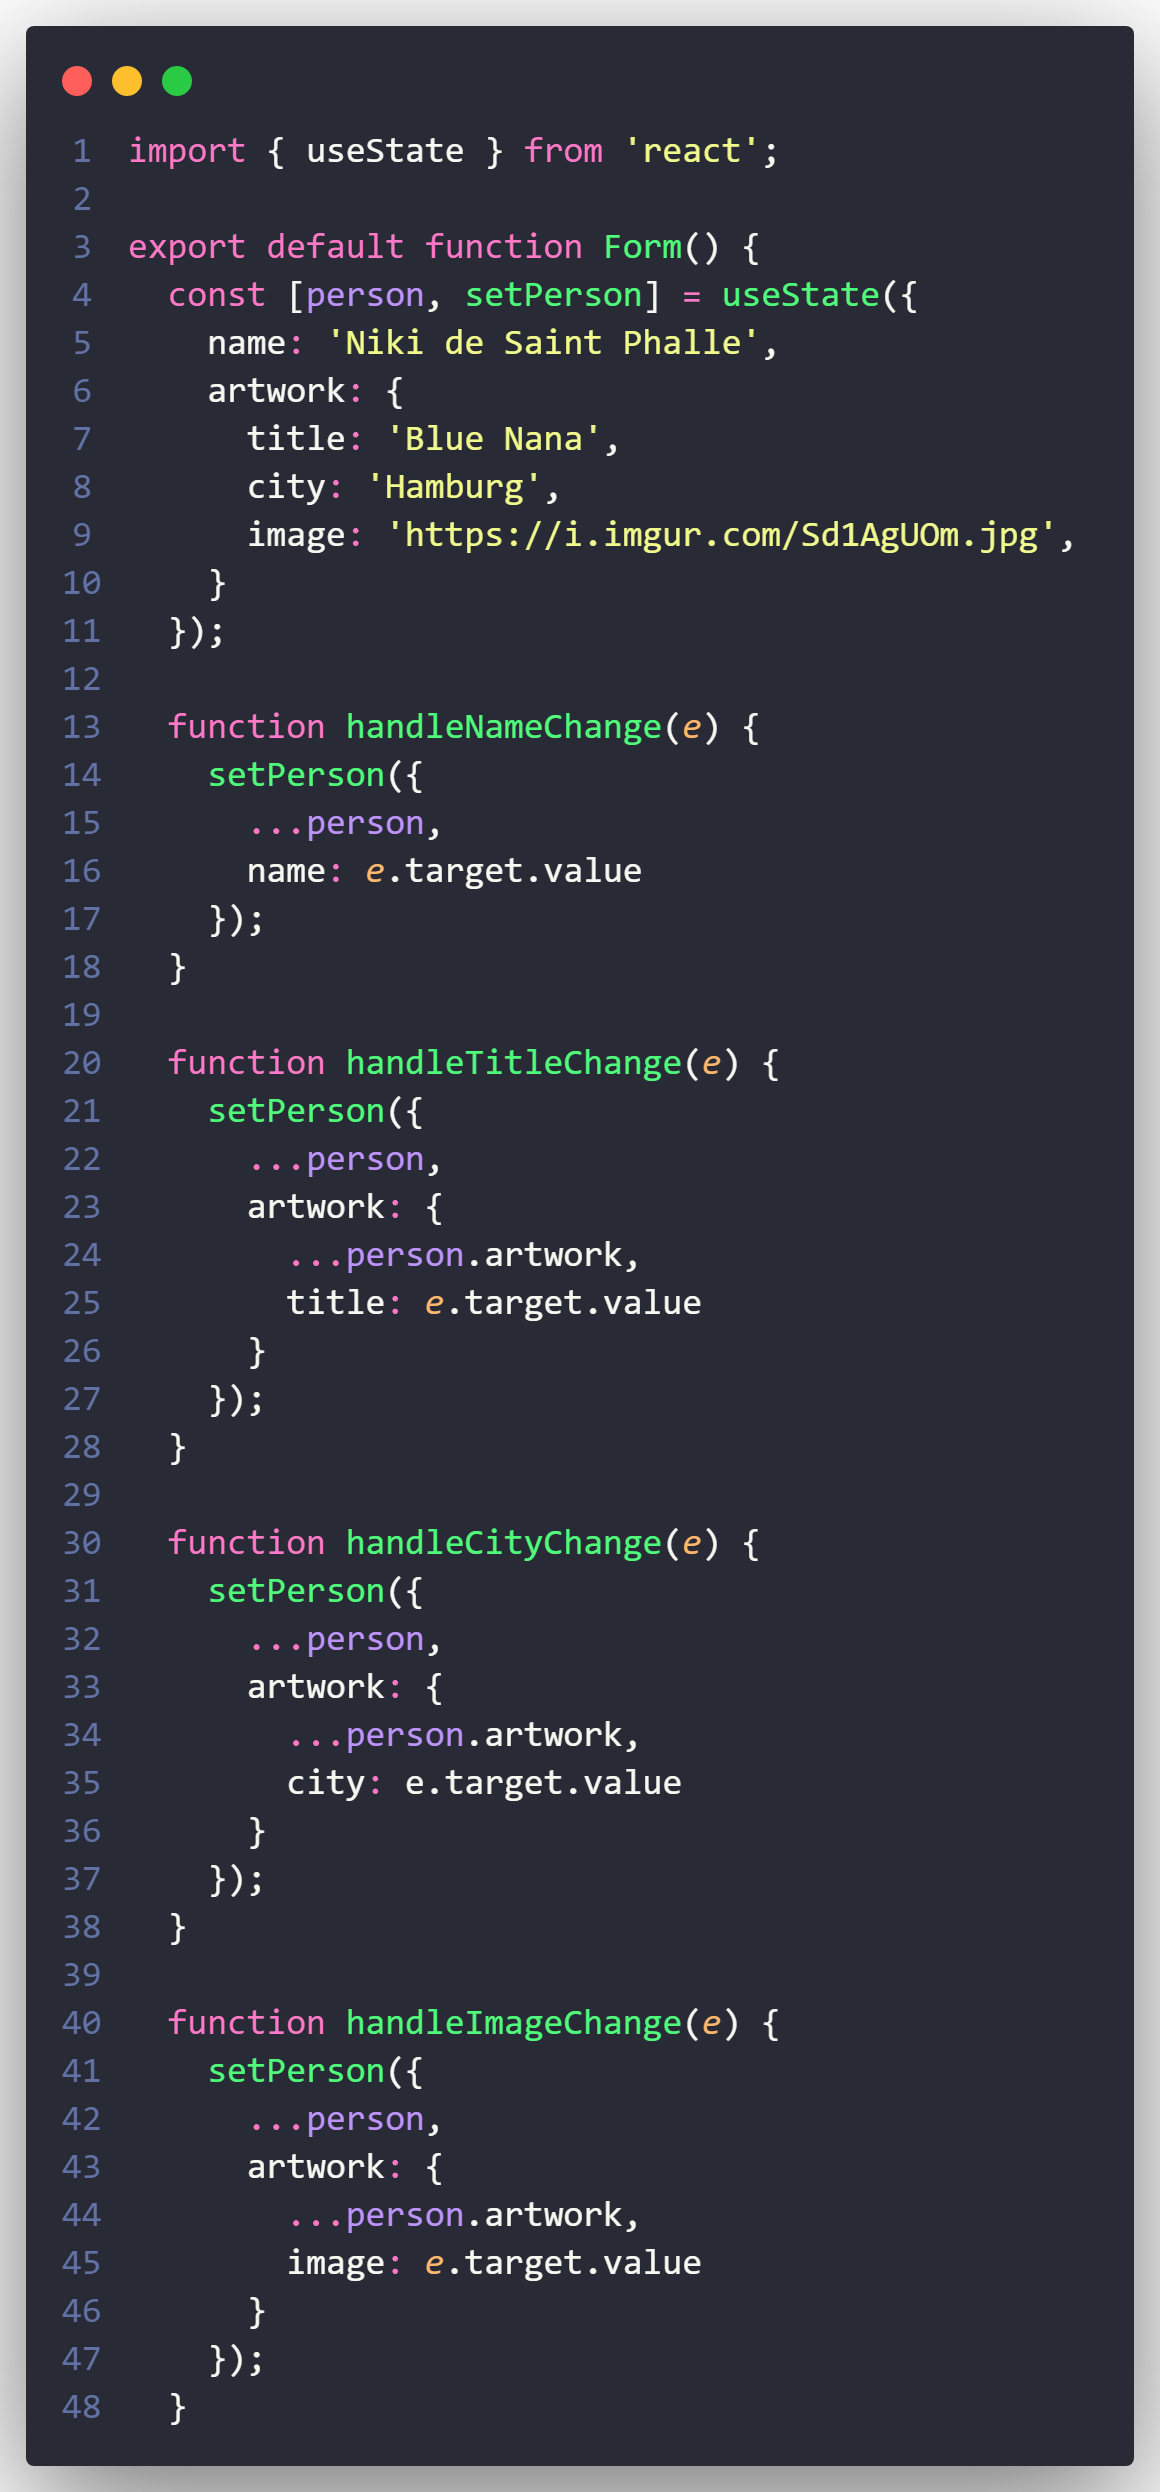 1 import { useState } from 'react';
2
3 export default function Form() {
4   const [person, setPerson] = useState({
5     name: 'Niki de Saint Phalle',
6     artwork: {
7       title: 'Blue Nana',
8       city: 'Hamburg',
9       image: 'https://i.imgur.com/Sd1AgUOm.jpg',
10     }
11   });
12
13   function handleNameChange(e) {
14     setPerson({
15       ...person,
16       name: e.target.value
17     });
18   }
19
20   function handleTitleChange(e) {
21     setPerson({
22       ...person,
23       artwork: {
24         ...person.artwork,
25         title: e.target.value
26       }
27     });
28   }
29
30   function handleCityChange(e) {
31     setPerson({
32       ...person,
33       artwork: {
34         ...person.artwork,
35         city: e.target.value
36       }
37     });
38   }
39
40   function handleImageChange(e) {
41     setPerson({
42       ...person,
43       artwork: {
44         ...person.artwork,
45         image: e.target.value
46       }
47     });
48   }